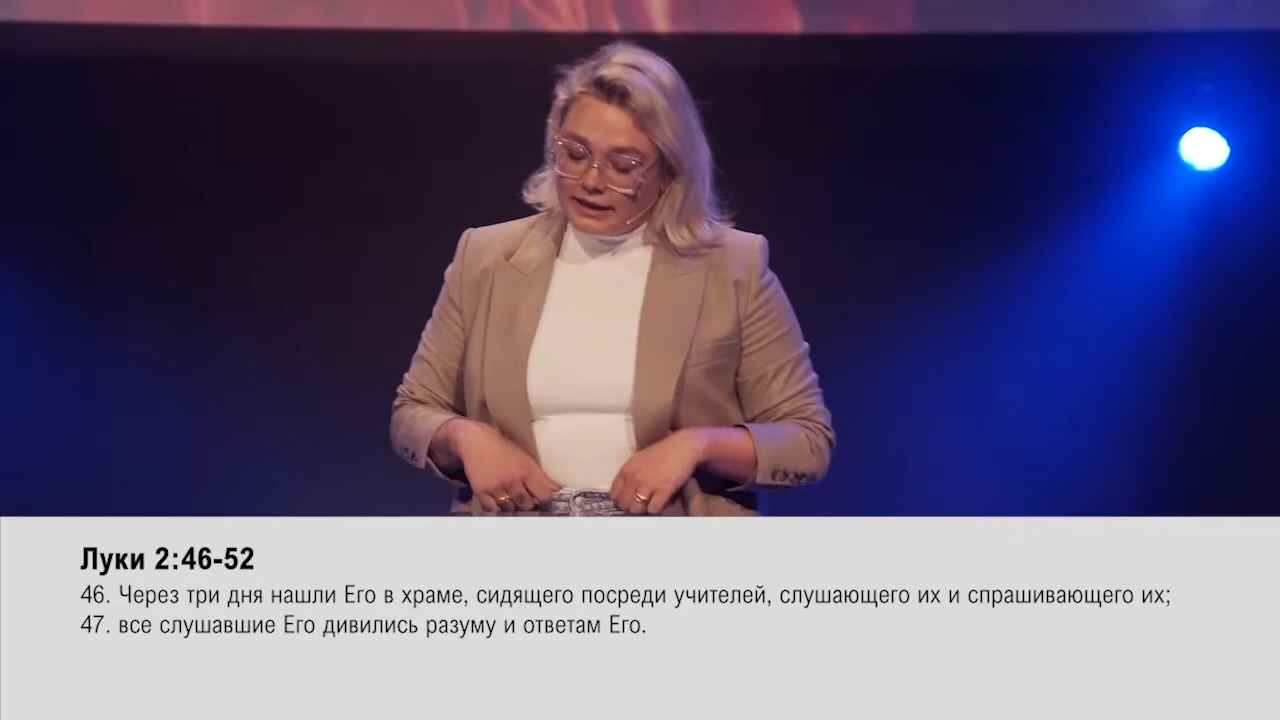 Луки 2:46-52
46. Через три дня нашли Его в храме, сидящего посреди учителей, слушающего их и спрашивающего их;
47. все слушавшие Его дивились разуму и ответам Его.